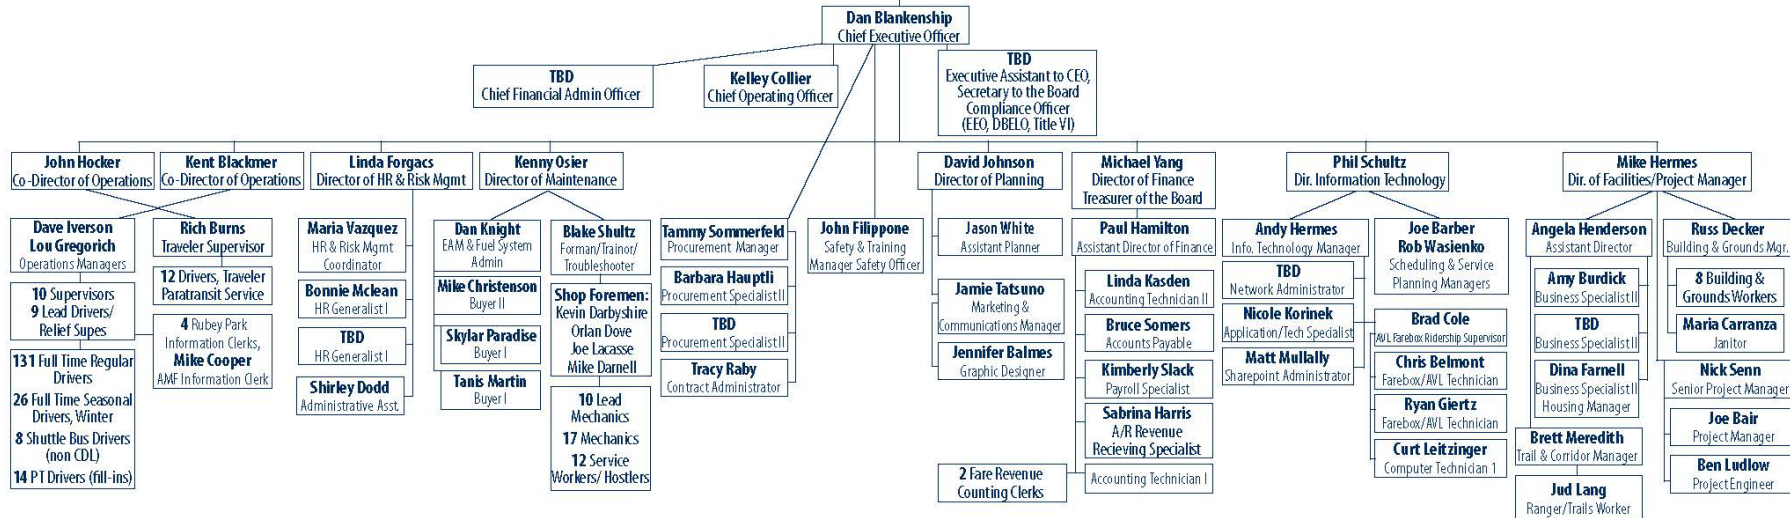 Dan Blankenship
Chief Executive Officer
TBD
Chief Financial Admin Officer
Kelley Collier
Chief Operating Officer
TBD
Executive Assistant to CEO,
Secretary to the Board
Compliance Officer
(EEO, DBELO, Title VI)
John Hocker
Co-Director of Operations
Kent Blackmer
Co-Director of Operations
Linda Forgacs
Director of HR & Risk Mgmt
Kenny Osier
Director of Maintenance
David Johnson
Director of Planning
Michael Yang
Director of Finance
Treasurer of the Board
Phil Schultz
Dir. Information Technology
Mike Hermes
Dir. of Facilities/Project Manager
Dave Iverson
Lou Gregorich
Operations Managers
10 Supervisors
9 Lead Drivers/
Relief Supes
131 Full Time Regular
Drivers
26 Full Time Seasonal
Drivers, Winter
8 Shuttle Bus Drivers
(non CDL)
14 PT Drivers (fill-ins)
Rich Burns
Traveler Supervisor
12 Drivers, Traveler
Paratransit Service
4 Rubey Park
Information Clerks,
Mike Cooper
AMF Information Clerk
Maria Vazquez
HR & Risk Mgmt
Coordinator
Bonnie Mclean
HR Generalist I
TBD
HR Generalist I
Shirley Dodd
Administrative Asst.
Dan Knight
EAM & Fuel System
Admin
Mike Christenson
Buyer II
Skylar Paradise
Buyer I
Tanis Martin
Buyer I
Blake Shultz
Forman/Trainor/
Troubleshooter
Shop Foremen:
Kevin Darbyshire
Orlan Dove
Joe Lacasse
Mike Darnell
10 Lead
Mechanics
17 Mechanics
12 Service
Workers/ Hostlers
Tammy Sommerfeld
Procurement Manager
Barbara Hauptli
Procurement Specialist II
TBD
Procurement Specialist II
Tracy Raby
Contract Administrator
John Filippone
Safety & Training
Manager Safety Officer
Jason White
Assistant Planner
Jamie Tatsuno
Marketing &
Communications Manager
Jennifer Balmes
Graphic Designer
Paul Hamilton
Assistant Director of Finance
Linda Kasden
Accounting Technician II
Bruce Somers
Accounts Payable
Kimberly Slack
Payroll Specialist
Sabrina Harris
A/R Revenue
Recieving Specialist
Accounting Technician I
2 Fare Revenue
Counting Clerks
Andy Hermes
Info. Technology Manager
TBD
Network Administrator
Nicole Korinek
Application/Tech Specialist
Matt Mullally
Sharepoint Administrator
Joe Barber
Rob Wasienko
Scheduling & Service
Planning Managers
Brad Cole
AVL Farebox Ridership Supervisor
Chris Belmont
Farebox/AVL Technician
Ryan Giertz
Farebox/AVL Technician
Curt Leitzinger
Computer Technician 1
Angela Henderson
Assistant Director
Amy Burdick
Business Specialist II
TBD
Business Specialist II
Dina Farnell
Business Specialist II
Housing Manager
Brett Meredith
Trail & Corridor Manager
Jud Lang
Ranger/Trails Worker
Russ Decker
Building & Grounds Mgr.
8 Building &
Grounds Workers
Maria Carranza
Janitor
Nick Senn
Senior Project Manager
Joe Bair
Project Manager
Ben Ludlow
Project Engineer